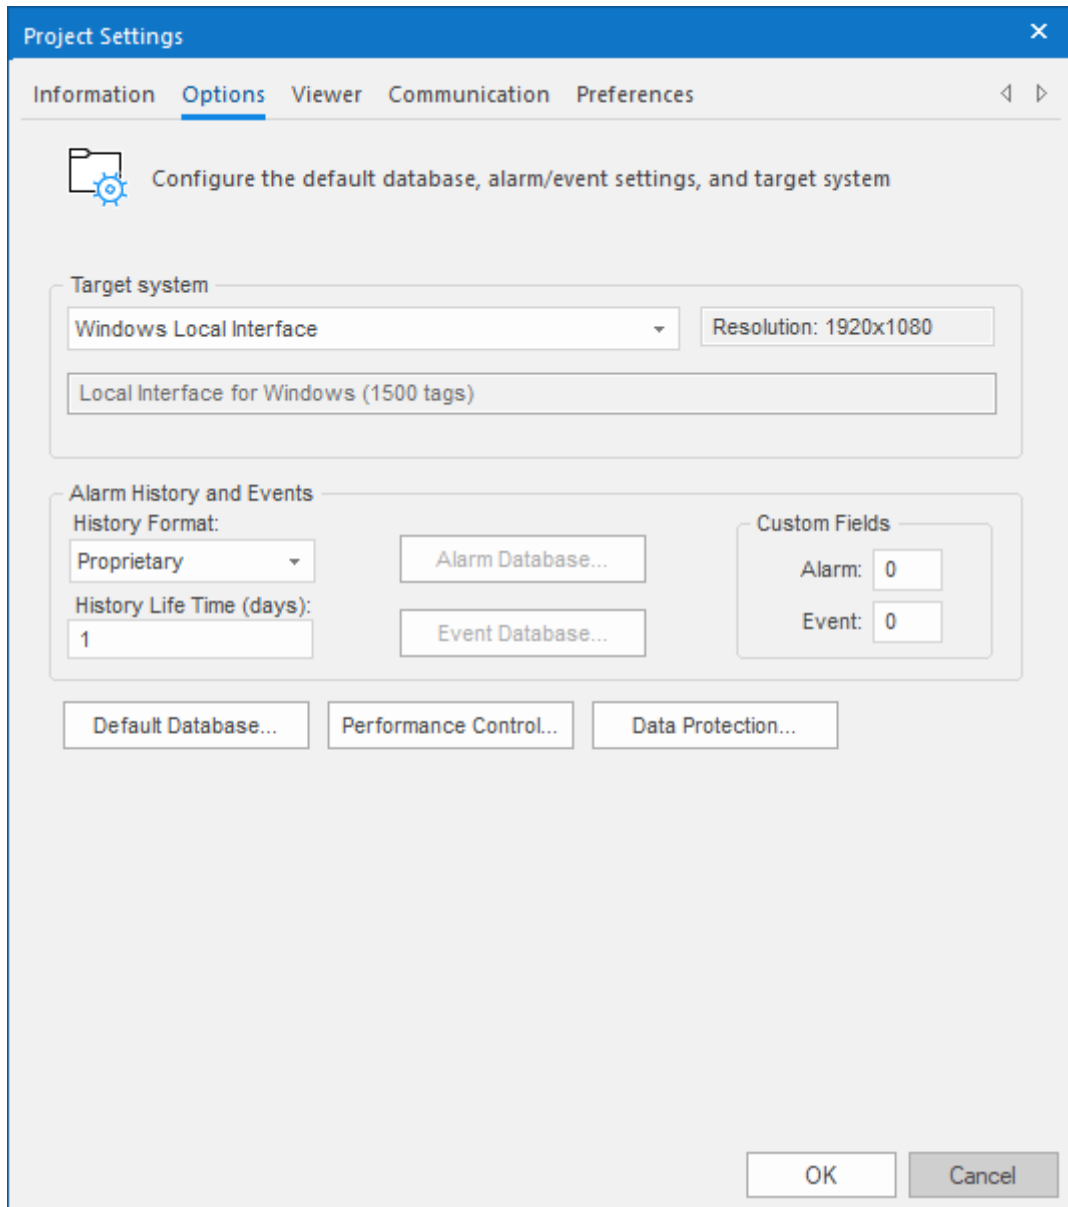 Project Settings
Information Options Viewer Communication Preferences
Configure the default database, alarm/event settings, and target system
Target system
Windows Local Interface
Resolution: 1920x1080
Local Interface for Windows (1500 tags)
Alarm History and Events
History Format:
Proprietary
History Life Time (days):
1
Alarm Database...
Event Database...
Custom Fields
Alarm: 0
Event: 0
Default Database... Performance Control... Data Protection...
OK Cancel